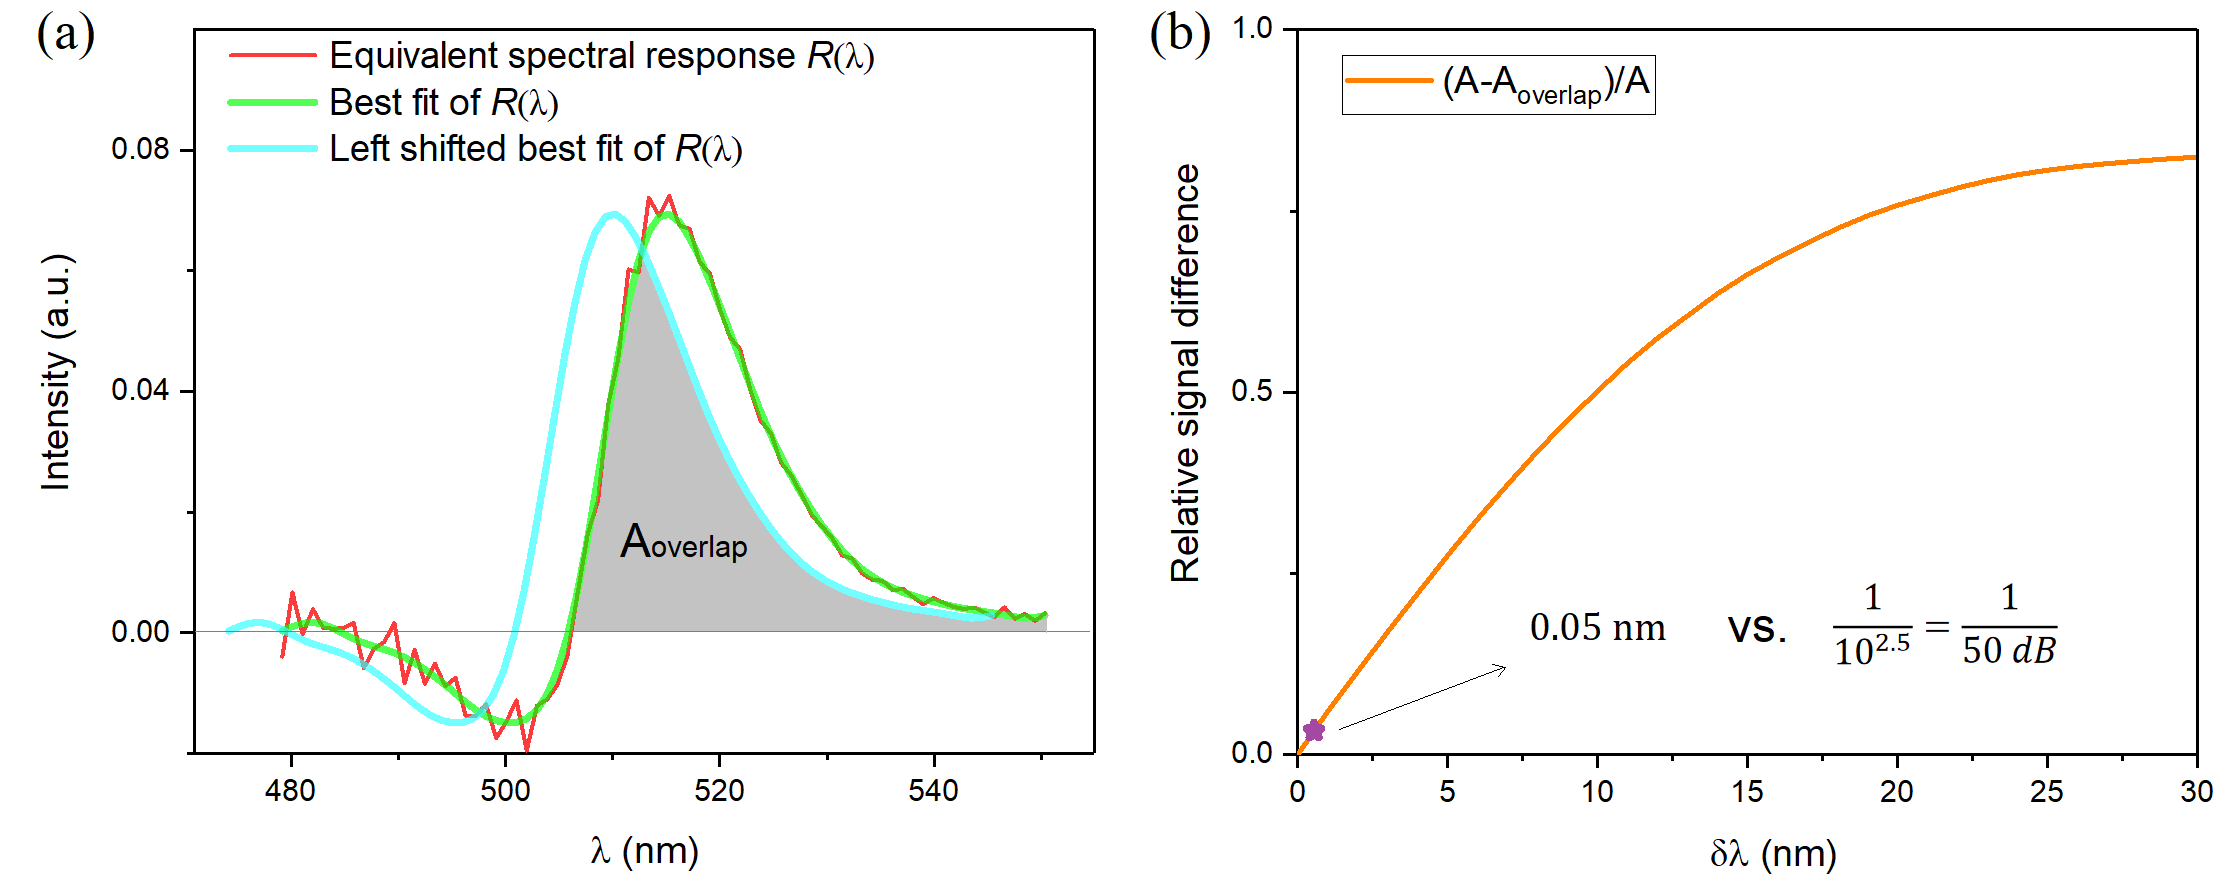 (a)
Equivalent spectral response R(λ)
Best fit of R(λ)
Left shifted best fit of R(λ)
0.08
0.04
0.00
Intensity (a.u.)
Aoverlap
480 500 520 540
λ (nm)
(b)
1.0
0.5
0.0
Relative signal difference
(A-Aoverlap)/A
0.05 nm vs. 1/10^2.5 = 1/50 dB
0 5 10 15 20 25 30
δλ (nm)